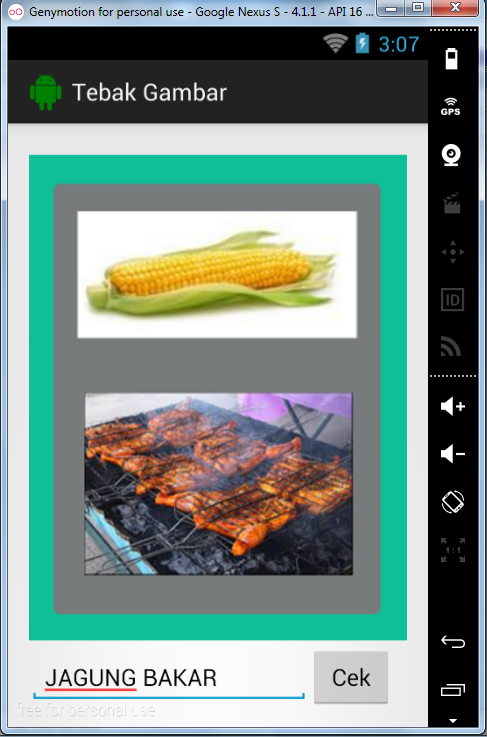 Genymotion for personal use - Google Nexus S - 4.1.1 - API 16 ...
3:07
Tebak Gambar
GPS
ID
1:1
JAGUNG BAKAR
Cek
free for personal use